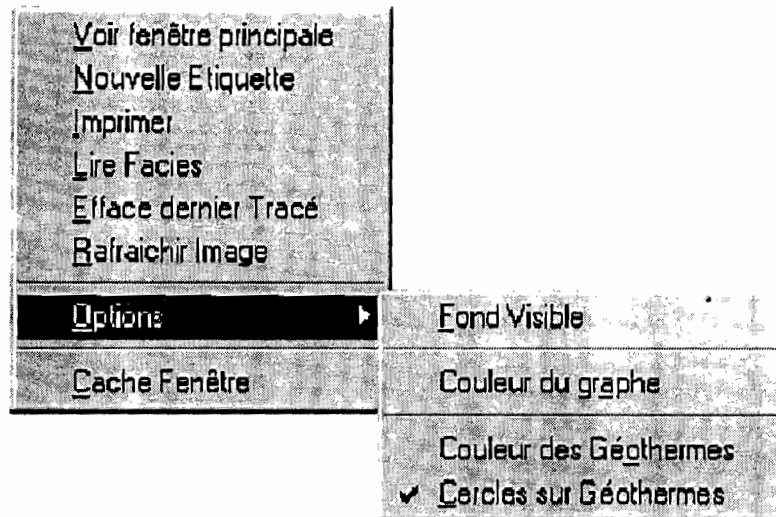 Voir fenêtre principale
Nouvelle Etiquette
Imprimer
Lire Facies
Efface dernier Tracé
Rafraichir Image
Options
Cache Fenêtre
Fond Visible
Couleur du graphe
Couleur des Géothermes
Cercles sur Géothermes